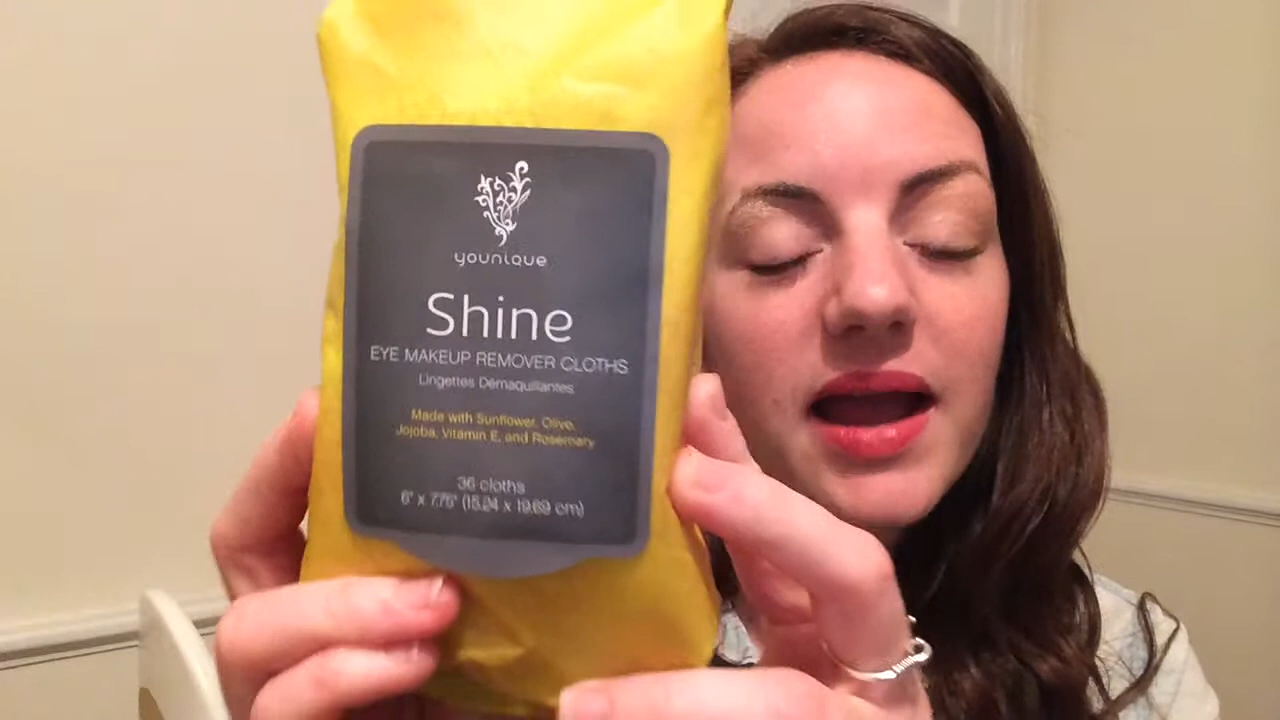 younique
Shine
EYE MAKEUP REMOVER CLOTHS
Lingettes Démaquillantes
Made with Sunflower, Olive,
Jojoba, Vitamin E, and Rosemary
36 cloths
6" x 7.75" (15.24 x 19.69 cm)